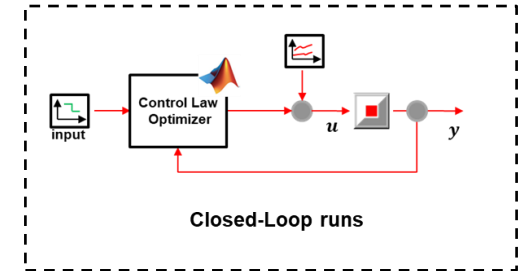 Control Law
Optimizer
input
u
y
Closed-Loop runs